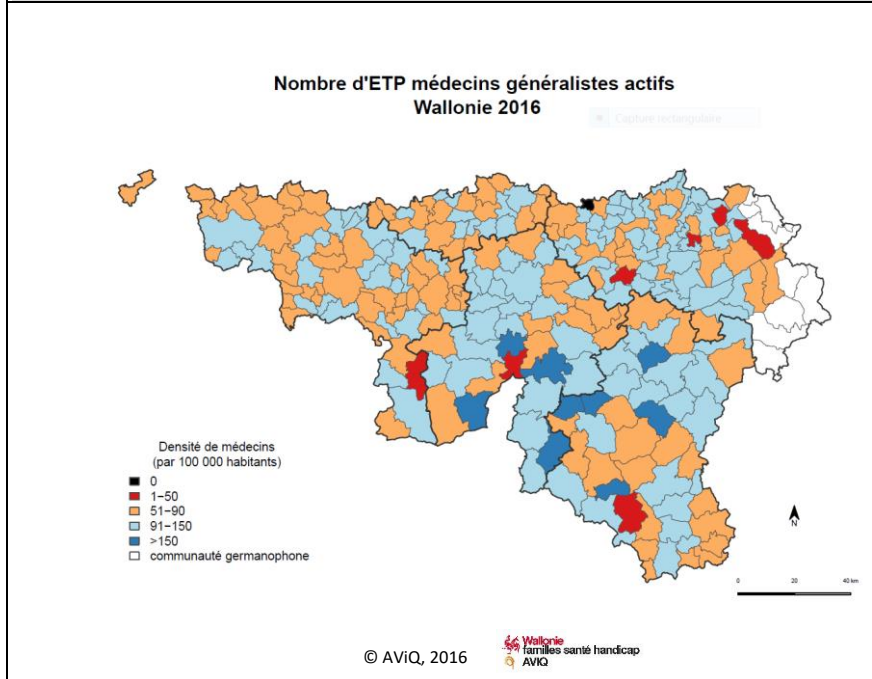 Nombre d'ETP médecins généralistes actifs
Wallonie 2016
Capture rectangulaire
Densité de médecins
(par 100 000 habitants)
0
1–50
51–90
91–150
>150
communauté germanophone
N
0 20 40 km
© AViQ, 2016
Wallonie
familles santé handicap
AVIQ